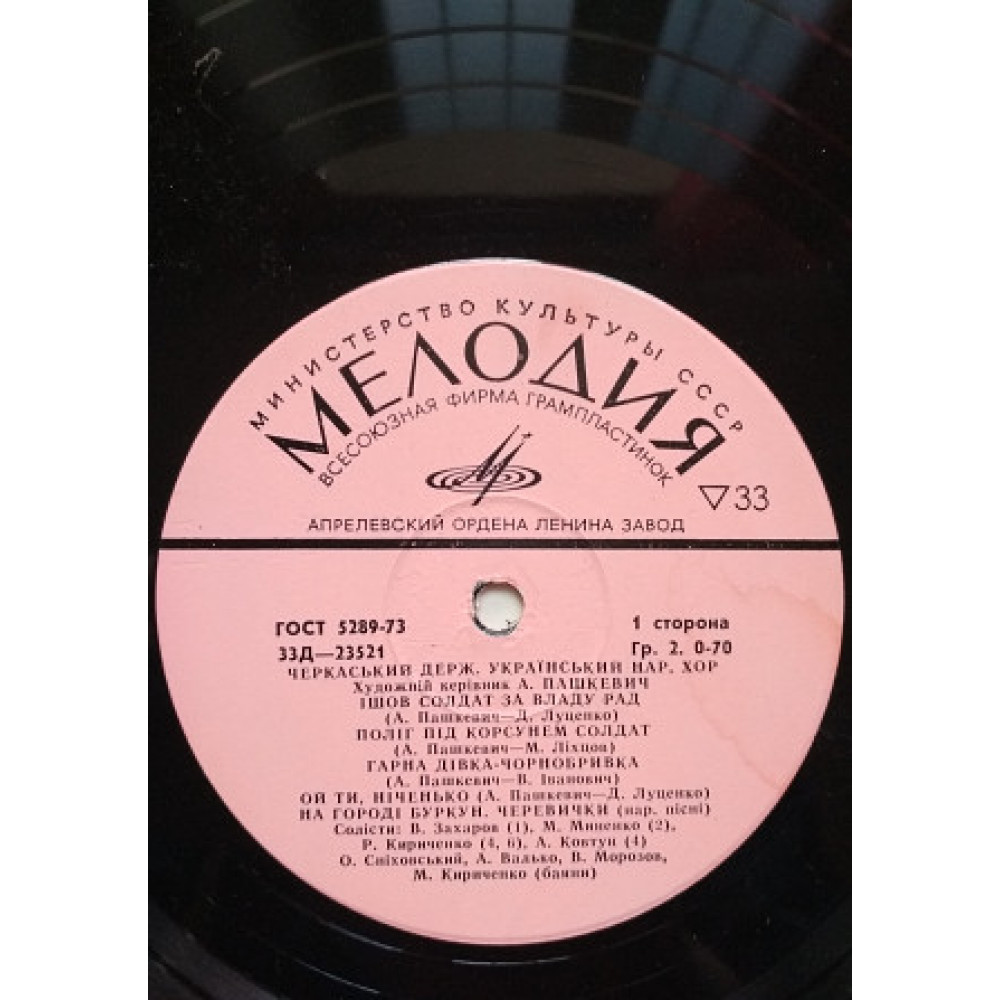 МИНИСТЕРСТВО КУЛЬТУРЫ СССР
МЕЛОДИЯ
ВСЕСОЮЗНАЯ ФИРМА ГРАМПЛАСТИНОК
33
АПРЕЛЕВСКИЙ ОРДЕНА ЛЕНИНА ЗАВОД
ГОСТ 5289-73 1 сторона
33Д—23521 Гр. 2. 0-70
ЧЕРКАСЬКИЙ ДЕРЖ. УКРАЇНСЬКИЙ НАР. ХОР
Художній керівник А. ПАШКЕВИЧ
ІШОВ СОЛДАТ ЗА ВЛАДУ РАД
(А. Пашкевич—Д. Луценко)
ПОЛІГ ПІД КОРСУНЕМ СОЛДАТ
(А. Пашкевич—М. Ліхцов)
ГАРНА ДІВКА-ЧОРНОБРИВКА
(А. Пашкевич—В. Іванович)
ОЙ ТИ, НІЧЕНЬКО (А. Пашкевич—Д. Луценко)
НА ГОРОДІ БУРКУН, ЧЕРЕВИЧКИ (нар. пісні)
Солісти: В. Захаров (1), М. Миненко (2),
Р. Кириченко (4, 6), А. Ковтун (4)
О. Сніховський, А. Валько, В. Морозов,
М. Кириченко (баяни)